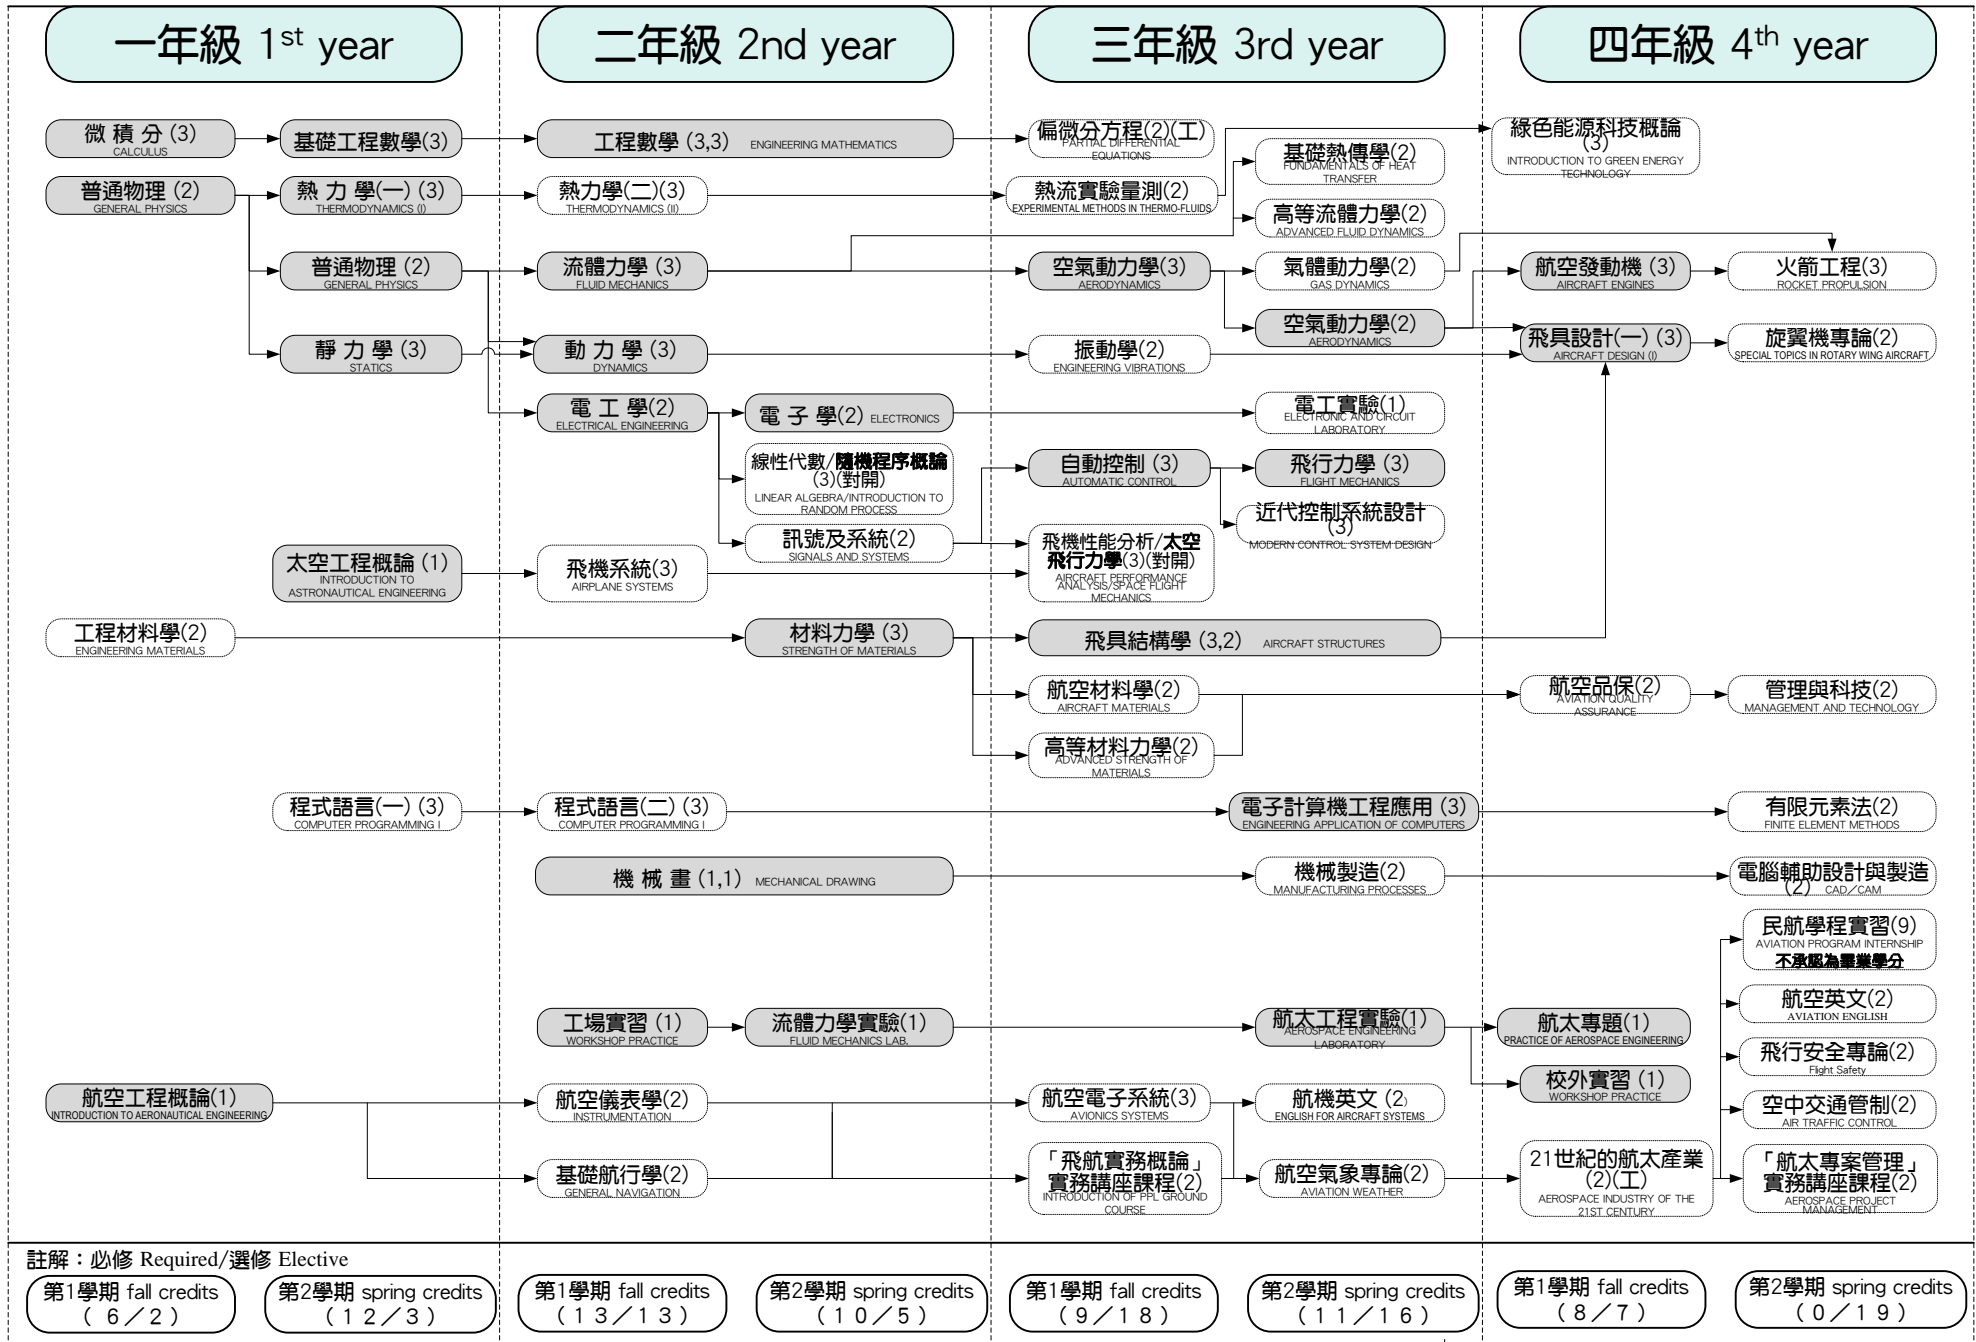 一年級 1st year
二年級 2nd year
三年級 3rd year
四年級 4th year
微 積 分 (3)
CALCULUS
基礎工程數學(3)
工程數學 (3,3) ENGINEERING MATHEMATICS
偏微分方程(2)(工)
PARTIAL DIFFERENTIAL
EQUATIONS
基礎熱傳學(2)
FUNDAMENTALS OF HEAT
TRANSFER
綠色能源科技概論
(3)
INTRODUCTION TO GREEN ENERGY
TECHNOLOGY
普通物理 (2)
GENERAL PHYSICS
熱 力 學(一) (3)
THERMODYNAMICS (I)
熱力學(二)(3)
THERMODYNAMICS (II)
熱流實驗量測(2)
EXPERIMENTAL METHODS IN THERMO-FLUIDS
高等流體力學(2)
ADVANCED FLUID DYNAMICS
普通物理 (2)
GENERAL PHYSICS
流體力學 (3)
FLUID MECHANICS
空氣動力學(3)
AERODYNAMICS
氣體動力學(2)
GAS DYNAMICS
航空發動機 (3)
AIRCRAFT ENGINES
火箭工程(3)
ROCKET PROPULSION
空氣動力學(2)
AERODYNAMICS
靜 力 學 (3)
STATICS
動 力 學 (3)
DYNAMICS
振動學(2)
ENGINEERING VIBRATIONS
飛具設計(一) (3)
AIRCRAFT DESIGN (I)
旋翼機專論(2)
SPECIAL TOPICS IN ROTARY WING AIRCRAFT
電 工 學(2)
ELECTRICAL ENGINEERING
電 子 學(2) ELECTRONICS
電工實驗(1)
ELECTRONIC AND CIRCUIT
LABORATORY
線性代數/隨機程序概論
(3)(對開)
LINEAR ALGEBRA/INTRODUCTION TO
RANDOM PROCESS
自動控制 (3)
AUTOMATIC CONTROL
飛行力學 (3)
FLIGHT MECHANICS
近代控制系統設計
(3)
MODERN CONTROL SYSTEM DESIGN
訊號及系統(2)
SIGNALS AND SYSTEMS
太空工程概論 (1)
INTRODUCTION TO
ASTRONAUTICAL ENGINEERING
飛機系統(3)
AIRPLANE SYSTEMS
飛機性能分析/太空
飛行力學(3)(對開)
AIRCRAFT PERFORMANCE
ANALYSIS/SPACE FLIGHT
MECHANICS
工程材料學(2)
ENGINEERING MATERIALS
材料力學 (3)
STRENGTH OF MATERIALS
飛具結構學 (3,2) AIRCRAFT STRUCTURES
航空材料學(2)
AIRCRAFT MATERIALS
航空品保(2)
AVIATION QUALITY
ASSURANCE
管理與科技(2)
MANAGEMENT AND TECHNOLOGY
高等材料力學(2)
ADVANCED STRENGTH OF
MATERIALS
程式語言(一) (3)
COMPUTER PROGRAMMING I
程式語言(二) (3)
COMPUTER PROGRAMMING I
電子計算機工程應用 (3)
ENGINEERING APPLICATION OF COMPUTERS
有限元素法(2)
FINITE ELEMENT METHODS
機 械 畫 (1,1) MECHANICAL DRAWING
機械製造(2)
MANUFACTURING PROCESSES
電腦輔助設計與製造
(2) CAD／CAM
民航學程實習(9)
AVIATION PROGRAM INTERNSHIP
不承認為畢業學分
航空英文(2)
AVIATION ENGLISH
工場實習 (1)
WORKSHOP PRACTICE
流體力學實驗(1)
FLUID MECHANICS LAB.
航太工程實驗(1)
AEROSPACE ENGINEERING
LABORATORY
航太專題(1)
PRACTICE OF AEROSPACE ENGINEERING
飛行安全專論(2)
Flight Safety
校外實習 (1)
WORKSHOP PRACTICE
航空工程概論(1)
INTRODUCTION TO AERONAUTICAL ENGINEERING
航空儀表學(2)
INSTRUMENTATION
航空電子系統(3)
AVIONICS SYSTEMS
航機英文 (2)
ENGLISH FOR AIRCRAFT SYSTEMS
空中交通管制(2)
AIR TRAFFIC CONTROL
基礎航行學(2)
GENERAL NAVIGATION
「飛航實務概論」
實務講座課程(2)
INTRODUCTION OF PPL GROUND
COURSE
航空氣象專論(2)
AVIATION WEATHER
21世紀的航太產業
(2)(工)
AEROSPACE INDUSTRY OF THE
21ST CENTURY
「航太專案管理」
實務講座課程(2)
AEROSPACE PROJECT
MANAGEMENT
註解：必修 Required/選修 Elective
第1學期 fall credits
( 6／2 )
第2學期 spring credits
( 12／3 )
第1學期 fall credits
( 13／13 )
第2學期 spring credits
( 10／5 )
第1學期 fall credits
( 9／18 )
第2學期 spring credits
( 11／16 )
第1學期 fall credits
( 8／7 )
第2學期 spring credits
( 0／19 )